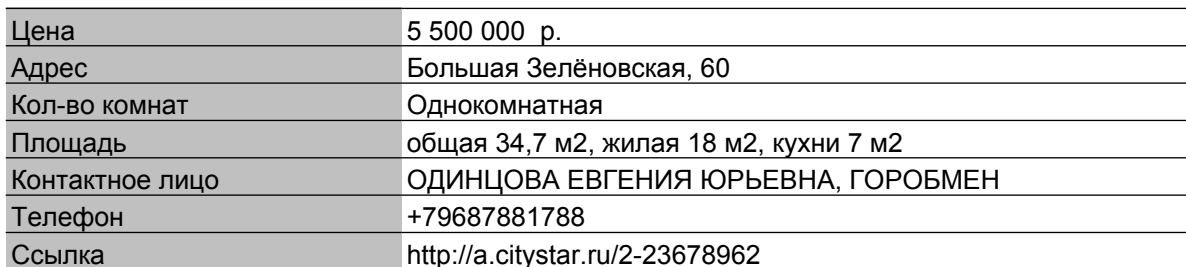 Цена 5 500 000 р.
Адрес Большая Зелёновская, 60
Кол-во комнат Однокомнатная
Площадь общая 34,7 м2, жилая 18 м2, кухни 7 м2
Контактное лицо ОДИНЦОВА ЕВГЕНИЯ ЮРЬЕВНА, ГОРОБМЕН
Телефон +79687881788
Ссылка http://a.citystar.ru/2-23678962